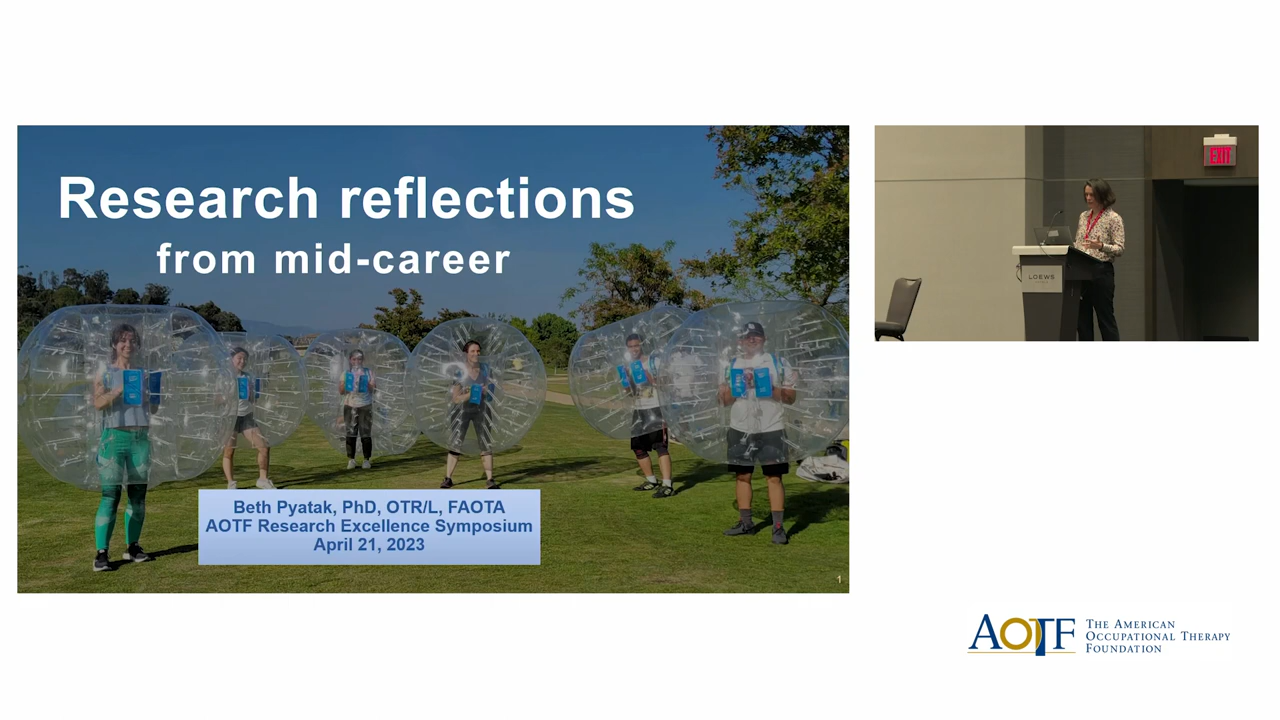 Research reflections
from mid-career
Beth Pyatak, PhD, OTR/L, FAOTA
AOTF Research Excellence Symposium
April 21, 2023
1
EXIT
LOEWS
AOTF
THE AMERICAN
OCCUPATIONAL THERAPY
FOUNDATION